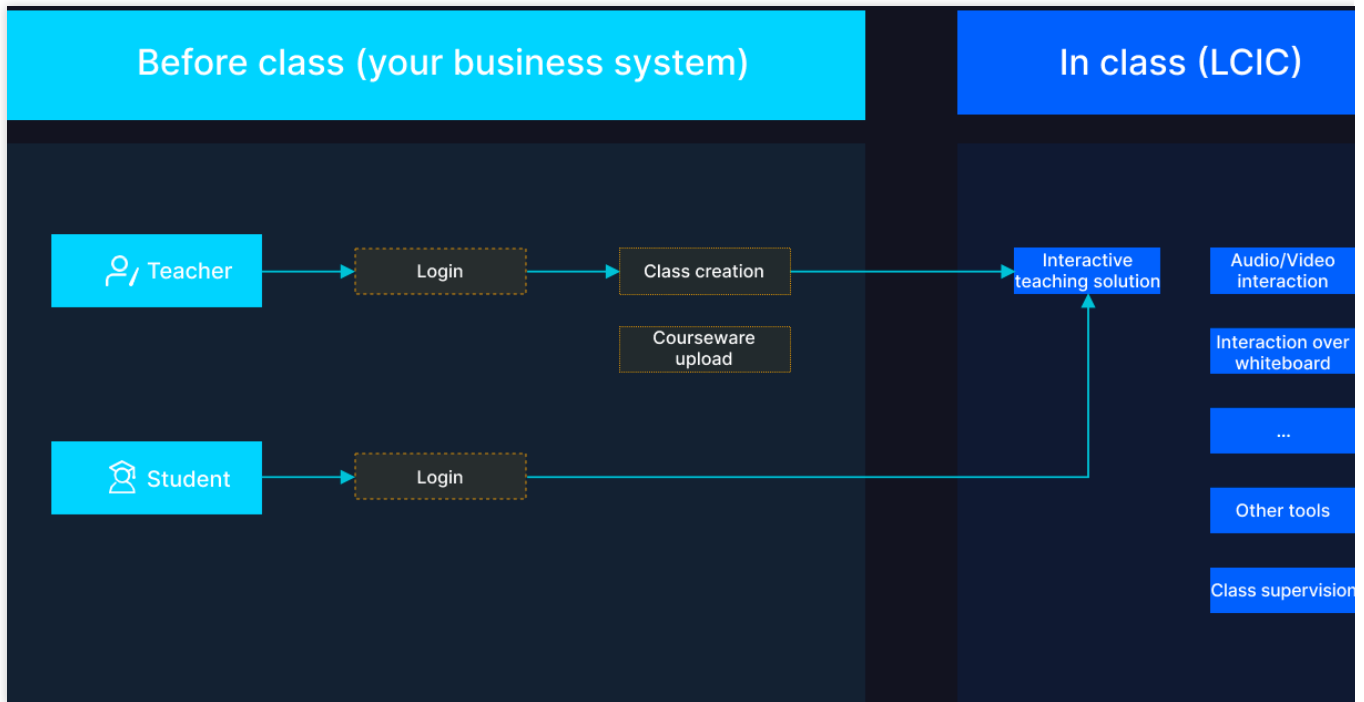 Before class (your business system)
In class (LCIC)
Teacher
Login
Class creation
Interactive
teaching solution
Audio/Video
interaction
Courseware
upload
Interaction over
whiteboard
...
Student
Login
Other tools
Class supervision